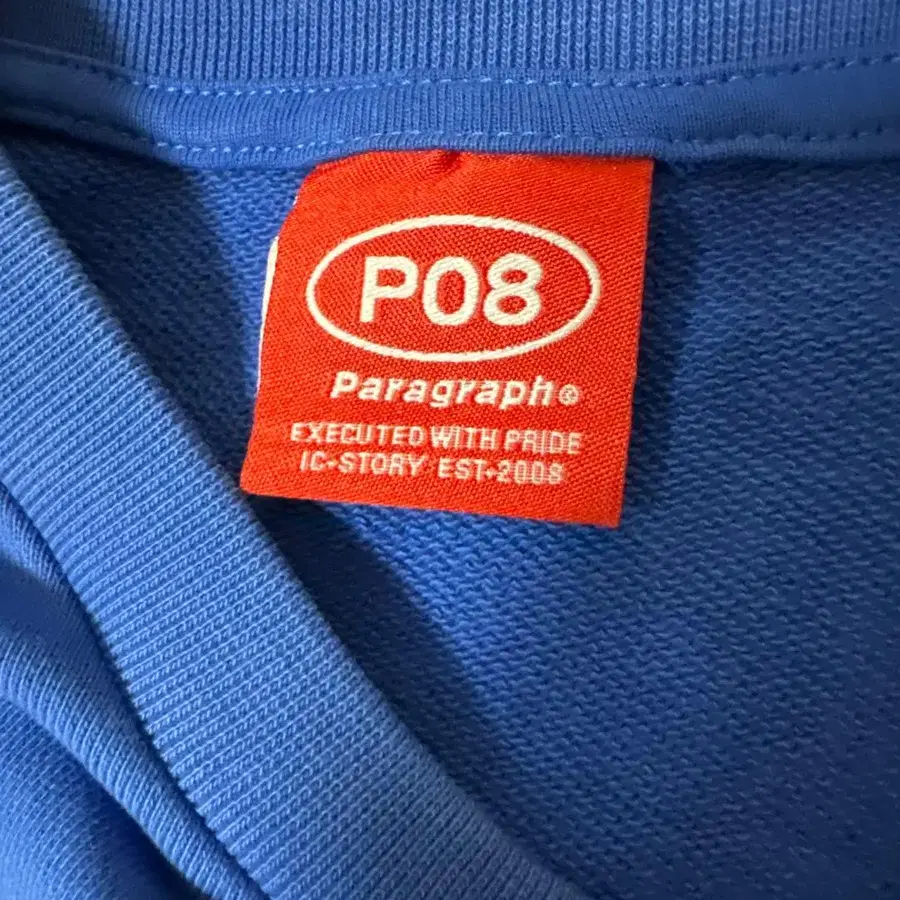 P08
Paragraph©
EXECUTED WITH PRIDE
IC-STORY EST-2008